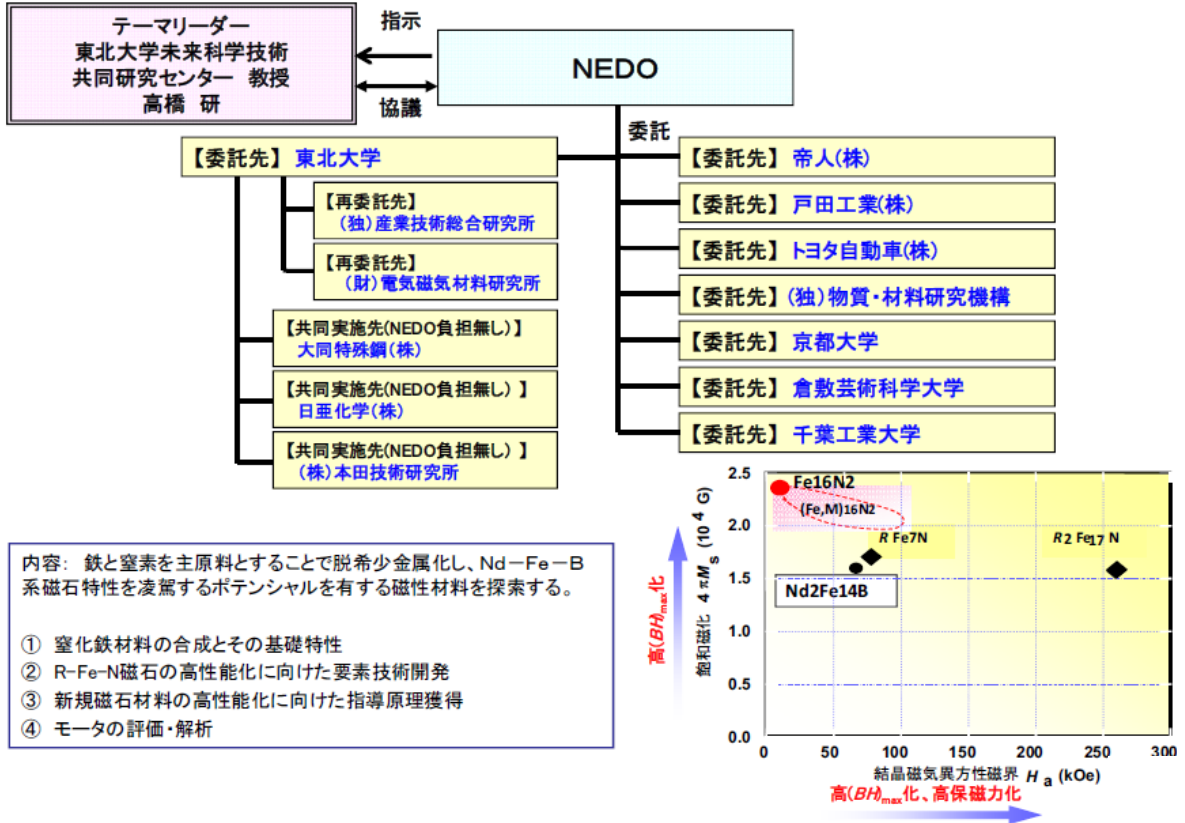 テーマリーダー
東北大学未来科学技術
共同研究センター 教授
高橋 研
指示
協議
NEDO
委託
【委託先】 東北大学
【再委託先】
(独)産業技術総合研究所
【再委託先】
(財)電気磁気材料研究所
【共同実施先(NEDO負担無し)】
大同特殊鋼(株)
【共同実施先(NEDO負担無し) 】
日亜化学(株)
【共同実施先(NEDO負担無し) 】
(株)本田技術研究所
【委託先】 帝人(株)
【委託先】 戸田工業(株)
【委託先】 トヨタ自動車(株)
【委託先】 (独)物質・材料研究機構
【委託先】 京都大学
【委託先】 倉敷芸術科学大学
【委託先】 千葉工業大学
内容: 鉄と窒素を主原料とすることで脱希少金属化し、Nd-Fe-B
系磁石特性を凌駕するポテンシャルを有する磁性材料を探索する。
① 窒化鉄材料の合成とその基礎特性
② R-Fe-N磁石の高性能化に向けた要素技術開発
③ 新規磁石材料の高性能化に向けた指導原理獲得
④ モータの評価・解析
高(BH)max化
飽和磁化 4πMs (10^4 G)
2.5
2.0
1.5
1.0
0.5
0.0
Fe16N2
(Fe,M)16N2
R Fe7N
R2 Fe17 N
Nd2Fe14B
0 50 100 150 200 250 300
結晶磁気異方性磁界 Ha (kOe)
高(BH)max化、高保磁力化